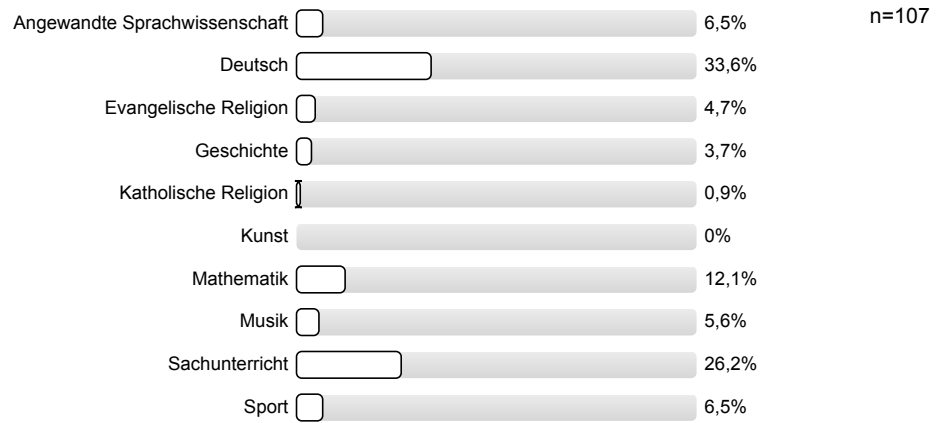 Angewandte Sprachwissenschaft 6,5% n=107
Deutsch 33,6%
Evangelische Religion 4,7%
Geschichte 3,7%
Katholische Religion 0,9%
Kunst 0%
Mathematik 12,1%
Musik 5,6%
Sachunterricht 26,2%
Sport 6,5%